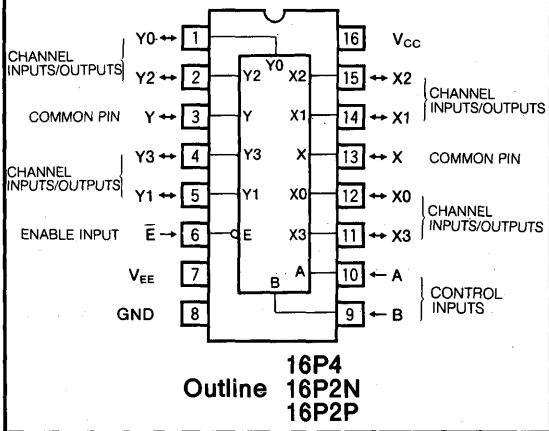 Y0 ↔ 1 16 V_CC
CHANNEL
INPUTS/OUTPUTS
Y2 ↔ 2 15 ↔ X2
CHANNEL
INPUTS/OUTPUTS
COMMON PIN Y ↔ 3 14 ↔ X1
Y3 ↔ 4 13 ↔ X COMMON PIN
CHANNEL
INPUTS/OUTPUTS
Y1 ↔ 5 12 ↔ X0
CHANNEL
INPUTS/OUTPUTS
ENABLE INPUT E̅ → 6 11 ↔ X3
V_EE 7 10 ← A
CONTROL
INPUTS
GND 8 9 ← B
Y0
Y2 X2
Y X1
Y3 X
Y1 X0
E X3
A
B
16P4
Outline 16P2N
16P2P